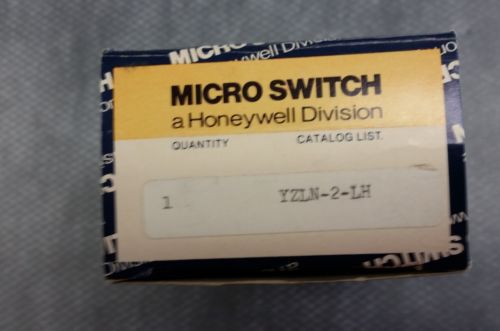 MICRO SWITCH
a Honeywell Division
QUANTITY CATALOG LIST.
1 YZLN-2-LH